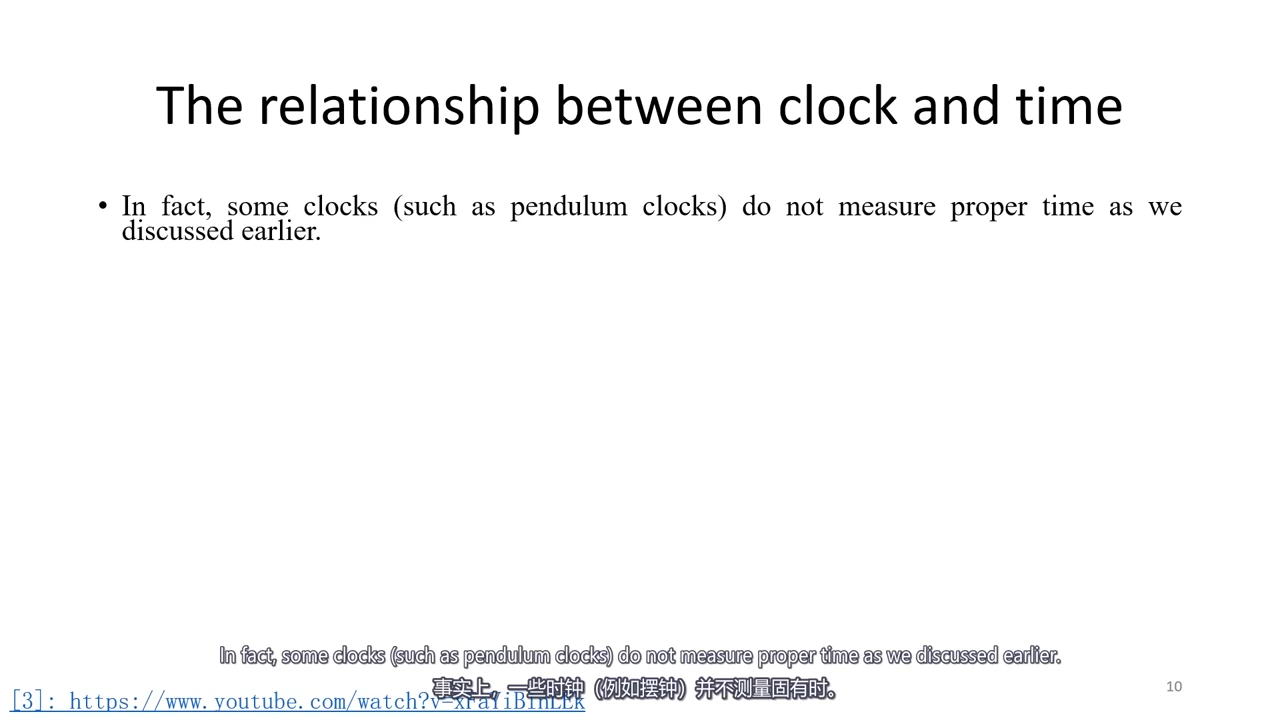 The relationship between clock and time
• In fact, some clocks (such as pendulum clocks) do not measure proper time as we
discussed earlier.
In fact, some clocks (such as pendulum clocks) do not measure proper time as we discussed earlier.
事实上，一些时钟（例如摆钟）并不测量固有时。
[3]: https://www.youtube.com/watch?
10